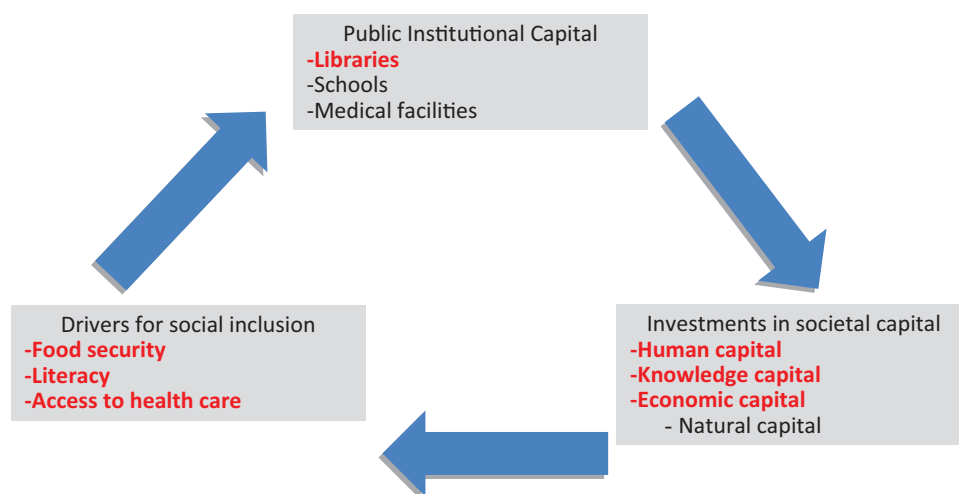 Public Institutional Capital
-Libraries
-Schools
-Medical facilities
Drivers for social inclusion
-Food security
-Literacy
-Access to health care
Investments in societal capital
-Human capital
-Knowledge capital
-Economic capital
- Natural capital